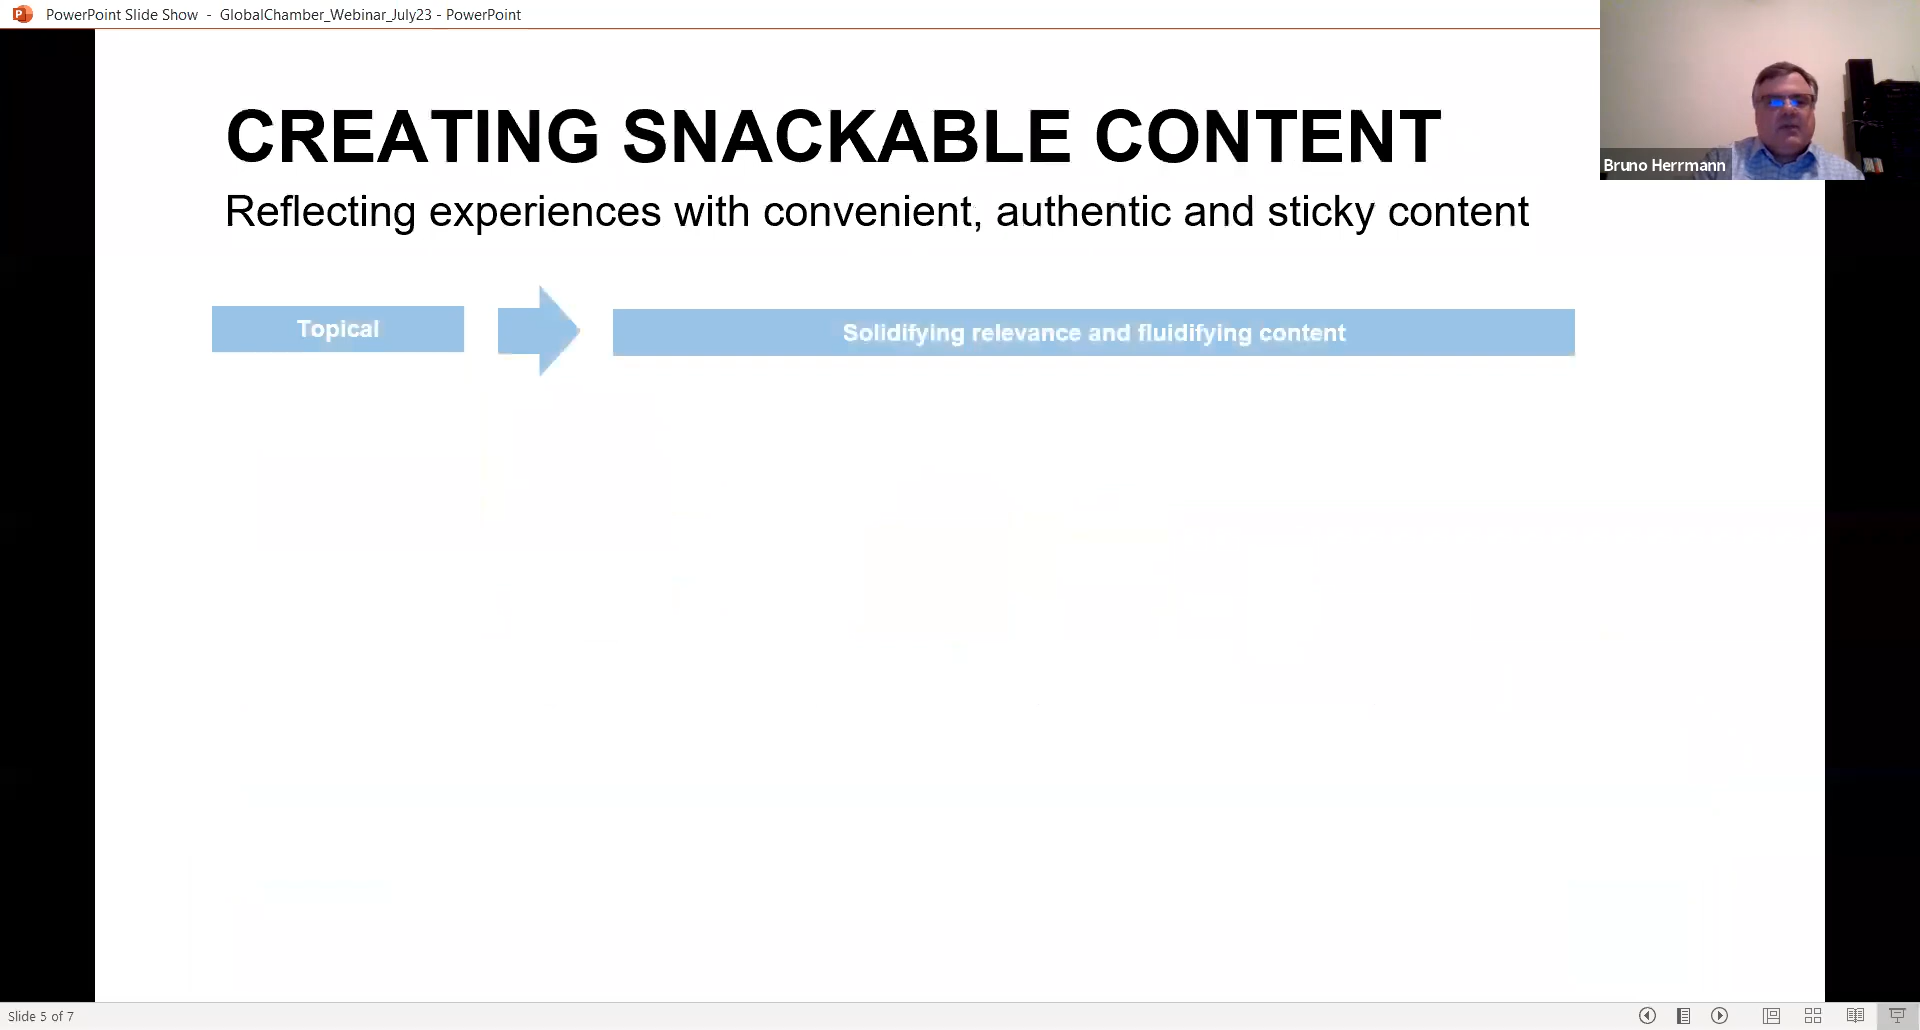 PowerPoint Slide Show - GlobalChamber_Webinar_July23 - PowerPoint
Bruno Herrmann
CREATING SNACKABLE CONTENT
Reflecting experiences with convenient, authentic and sticky content
Topical
Solidifying relevance and fluidifying content
Slide 5 of 7